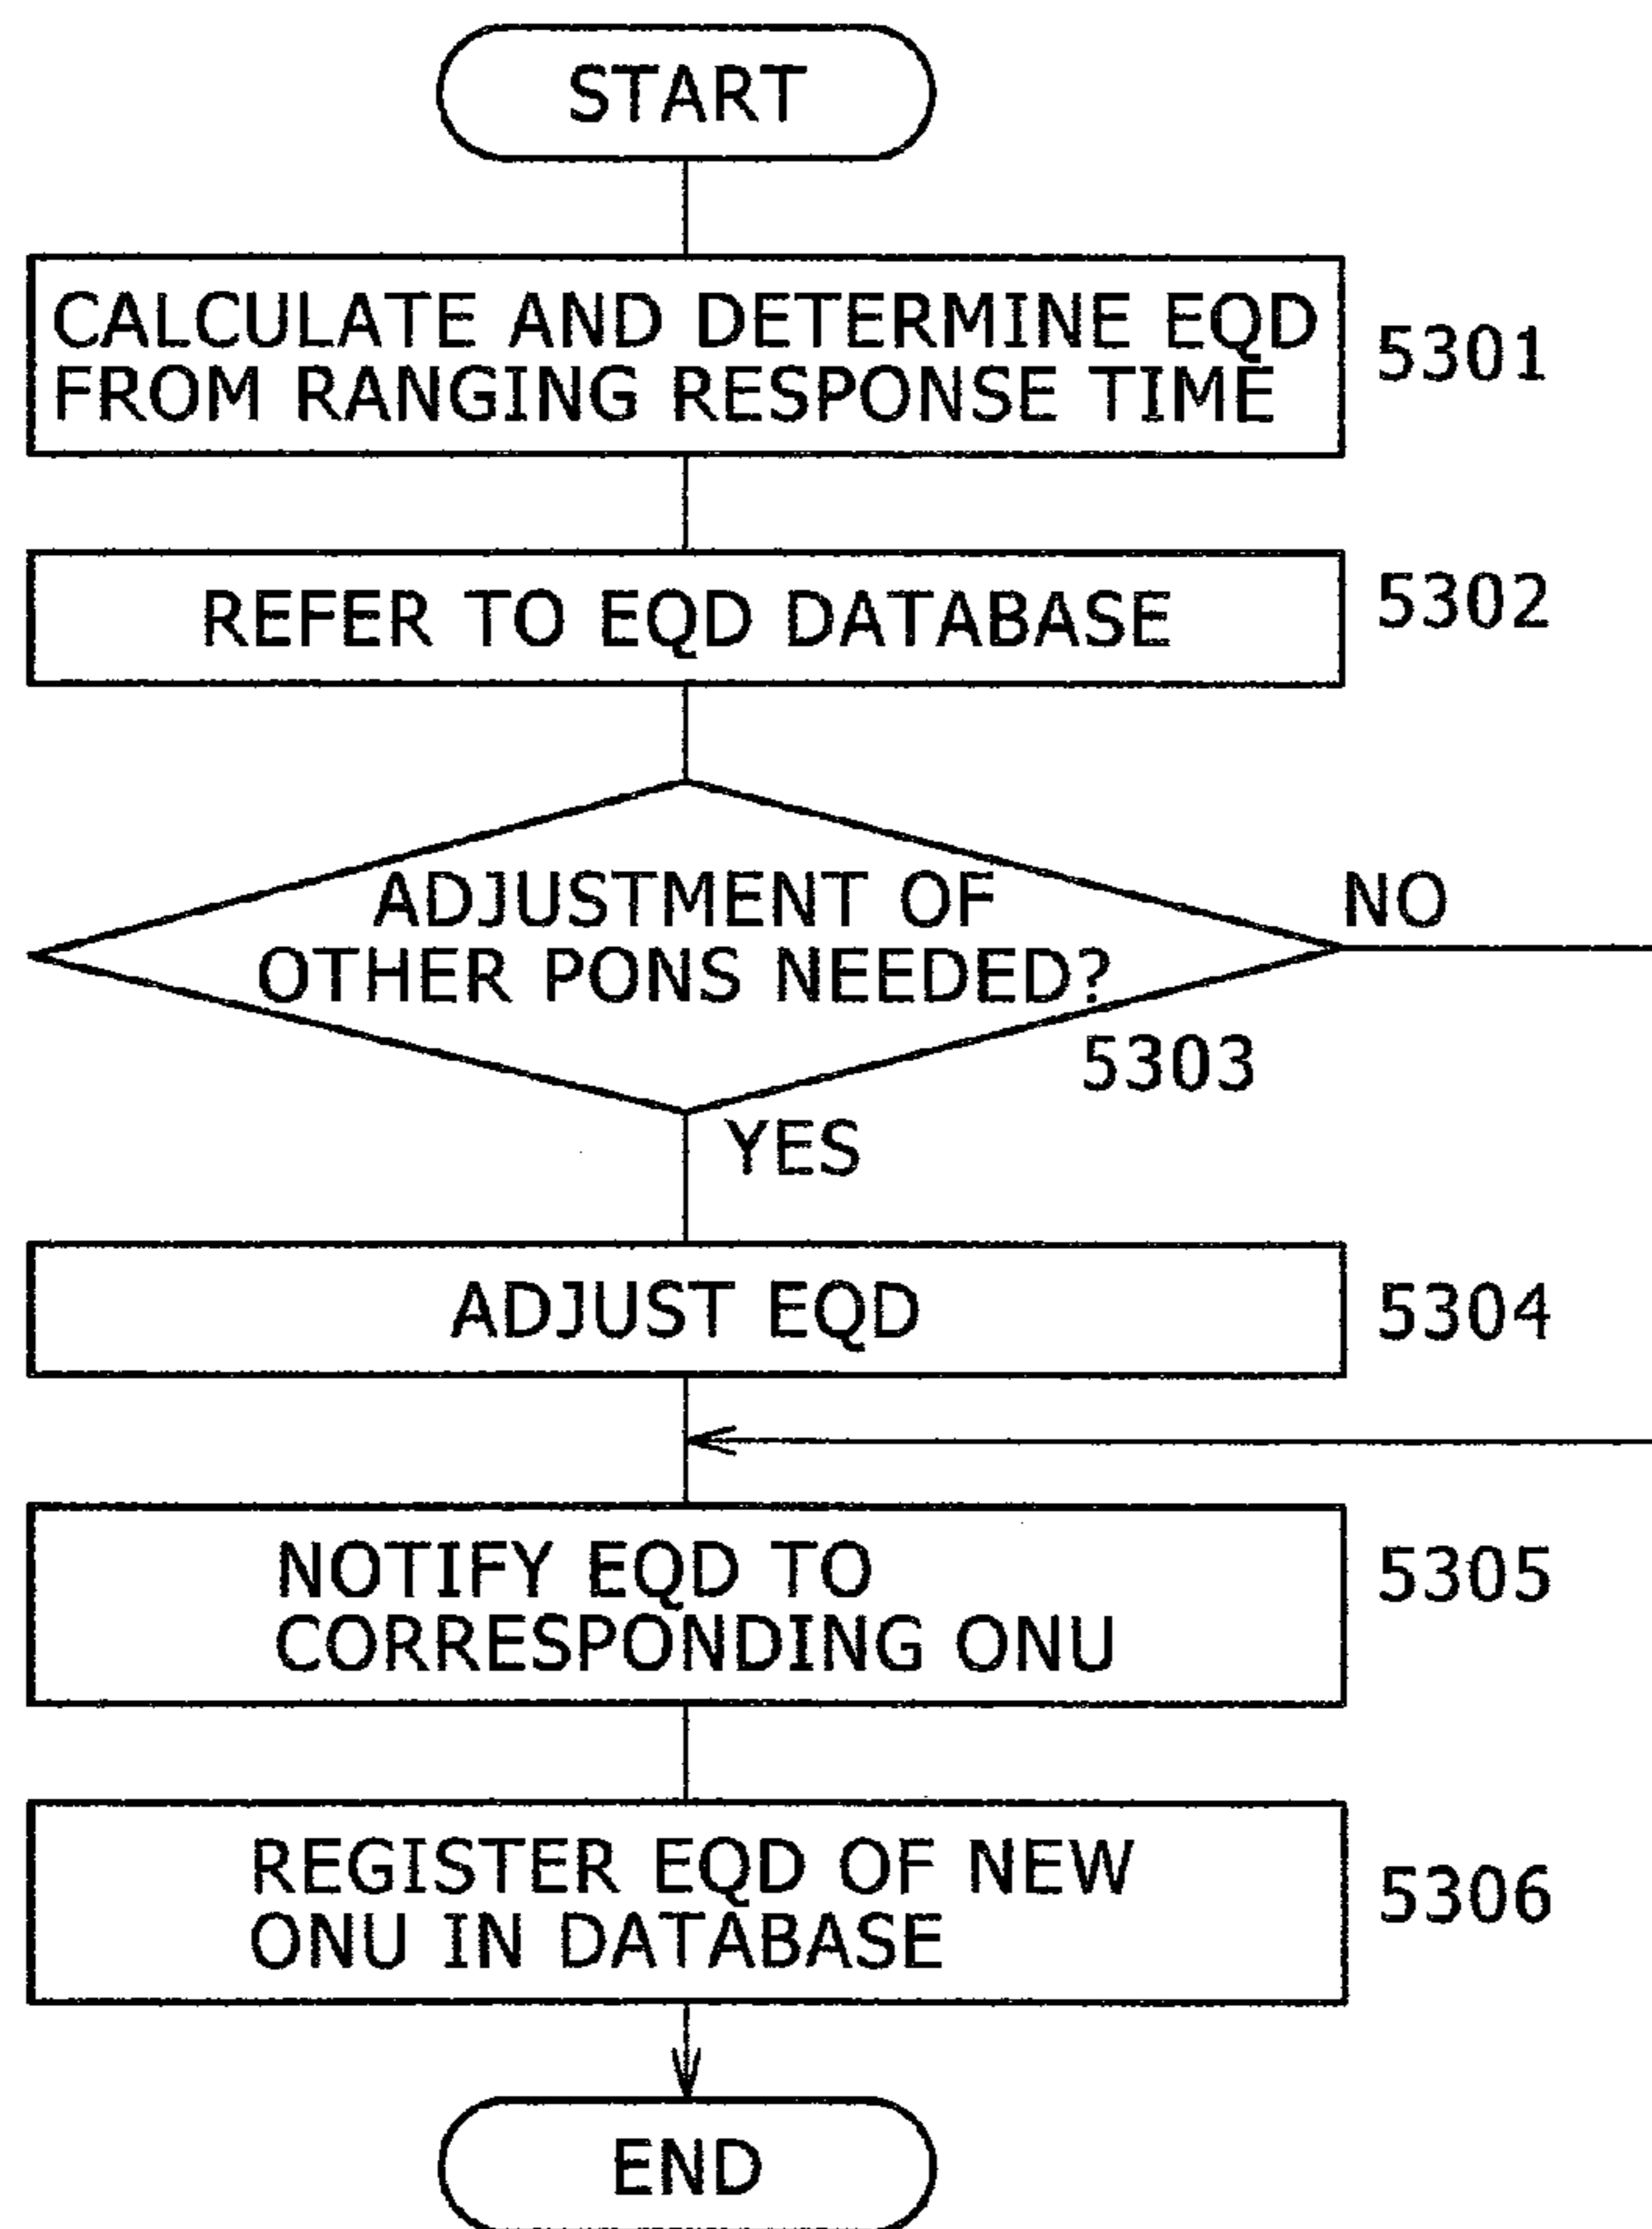 START
CALCULATE AND DETERMINE EQD
FROM RANGING RESPONSE TIME
5301
REFER TO EQD DATABASE
5302
ADJUSTMENT OF
OTHER PONS NEEDED?
NO
5303
YES
ADJUST EQD
5304
NOTIFY EQD TO
CORRESPONDING ONU
5305
REGISTER EQD OF NEW
ONU IN DATABASE
5306
END